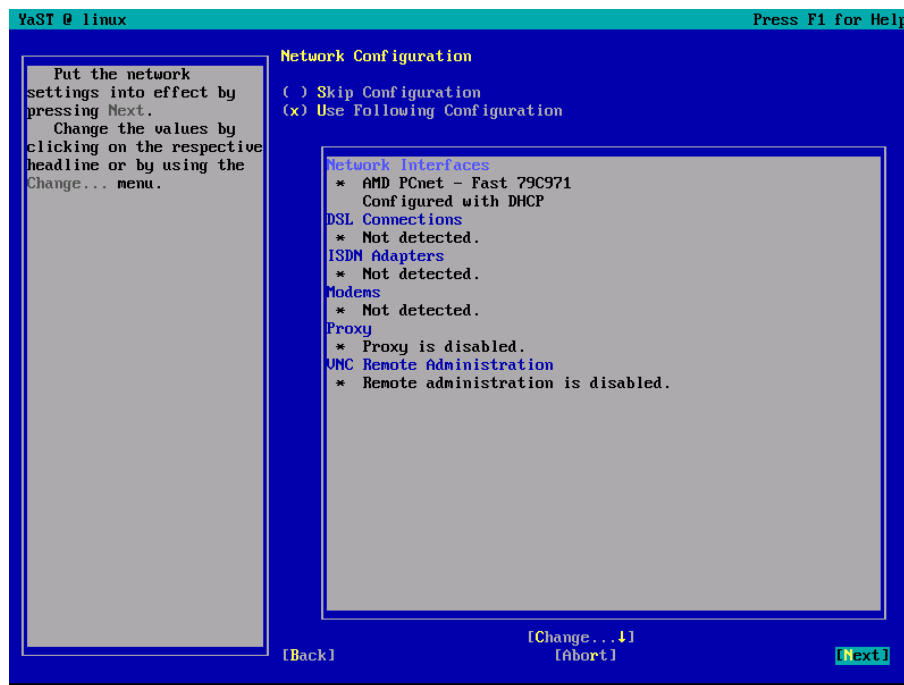 YaST @ linux
Press F1 for Help
Put the network
settings into effect by
pressing Next.
Change the values by
clicking on the respective
headline or by using the
Change... menu.
Network Configuration
( ) Skip Configuration
(x) Use Following Configuration
Network Interfaces
* AMD PCnet - Fast 79C971
Configured with DHCP
DSL Connections
* Not detected.
ISDN Adapters
* Not detected.
Modems
* Not detected.
Proxy
* Proxy is disabled.
VNC Remote Administration
* Remote administration is disabled.
[Change...↓]
[Back]
[Abort]
[Next]